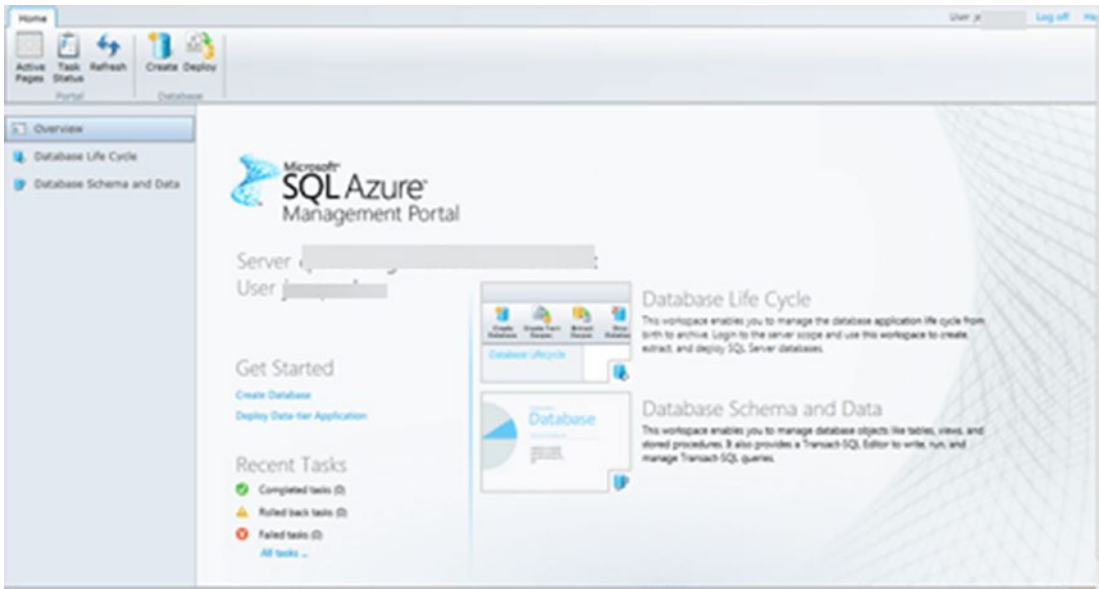 Home
User j
Log off
Active Pages
Task Status
Refresh
Create
Deploy
Portal
Database
Overview
Database Life Cycle
Database Schema and Data
Microsoft
SQL Azure
Management Portal
Server
User
Get Started
Create Database
Deploy Data-tier Application
Recent Tasks
Completed tasks (0)
Rolled back tasks (0)
Failed tasks (0)
All tasks ...
Database Lifecycle
Database
Database Life Cycle
This workspace enables you to manage the database application life cycle from
birth to archive. Login to the server scope and use this workspace to create,
extract, and deploy SQL Server databases.
Database Schema and Data
This workspace enables you to manage database objects like tables, views, and
stored procedures. It also provides a Transact-SQL Editor to write, run, and
manage Transact-SQL queries.